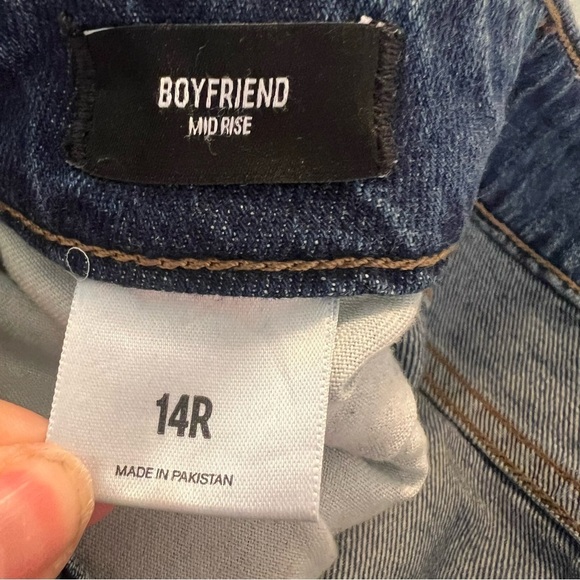 BOYFRIEND
MID RISE
14R
MADE IN PAKISTAN